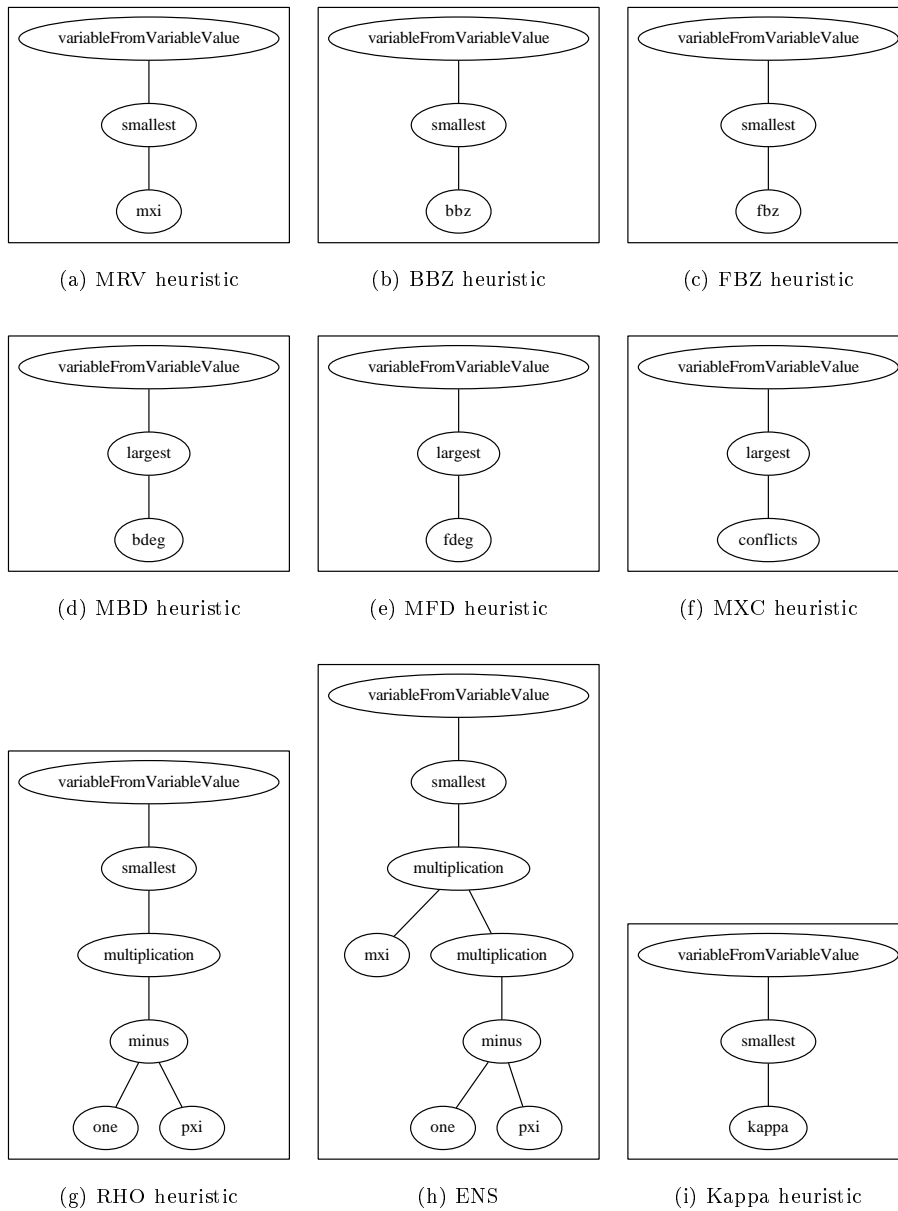 variableFromVariableValue
smallest
mxi
(a) MRV heuristic
variableFromVariableValue
smallest
bbz
(b) BBZ heuristic
variableFromVariableValue
smallest
fbz
(c) FBZ heuristic
variableFromVariableValue
largest
bdeg
(d) MBD heuristic
variableFromVariableValue
largest
fdeg
(e) MFD heuristic
variableFromVariableValue
largest
conflicts
(f) MXC heuristic
variableFromVariableValue
smallest
multiplication
minus
one pxi
(g) RHO heuristic
variableFromVariableValue
smallest
multiplication
mxi multiplication
minus
one pxi
(h) ENS
variableFromVariableValue
smallest
kappa
(i) Kappa heuristic